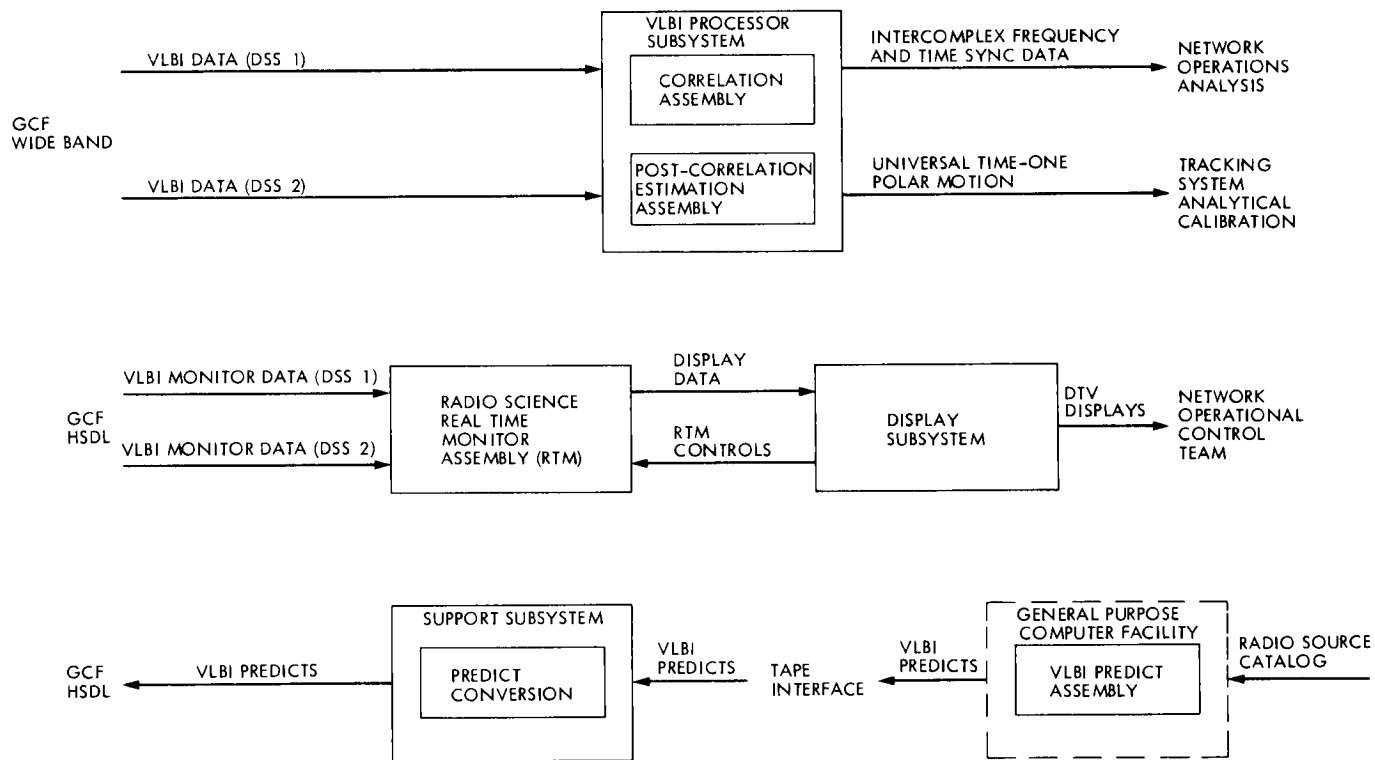 VLBI PROCESSOR
SUBSYSTEM
CORRELATION
ASSEMBLY
POST-CORRELATION
ESTIMATION
ASSEMBLY
VLBI DATA (DSS 1)
GCF
WIDE BAND
VLBI DATA (DSS 2)
INTERCOMPLEX FREQUENCY
AND TIME SYNC DATA
NETWORK
OPERATIONS
ANALYSIS
UNIVERSAL TIME-ONE
POLAR MOTION
TRACKING
SYSTEM
ANALYTICAL
CALIBRATION
VLBI MONITOR DATA (DSS 1)
GCF
HSDL
VLBI MONITOR DATA (DSS 2)
RADIO SCIENCE
REAL TIME
MONITOR
ASSEMBLY (RTM)
DISPLAY
DATA
RTM
CONTROLS
DISPLAY
SUBSYSTEM
DTV
DISPLAYS
NETWORK
OPERATIONAL
CONTROL
TEAM
GCF
HSDL
VLBI PREDICTS
SUPPORT SUBSYSTEM
PREDICT
CONVERSION
VLBI
PREDICTS
TAPE
INTERFACE
VLBI
PREDICTS
GENERAL PURPOSE
COMPUTER FACILITY
VLBI PREDICT
ASSEMBLY
RADIO SOURCE
CATALOG